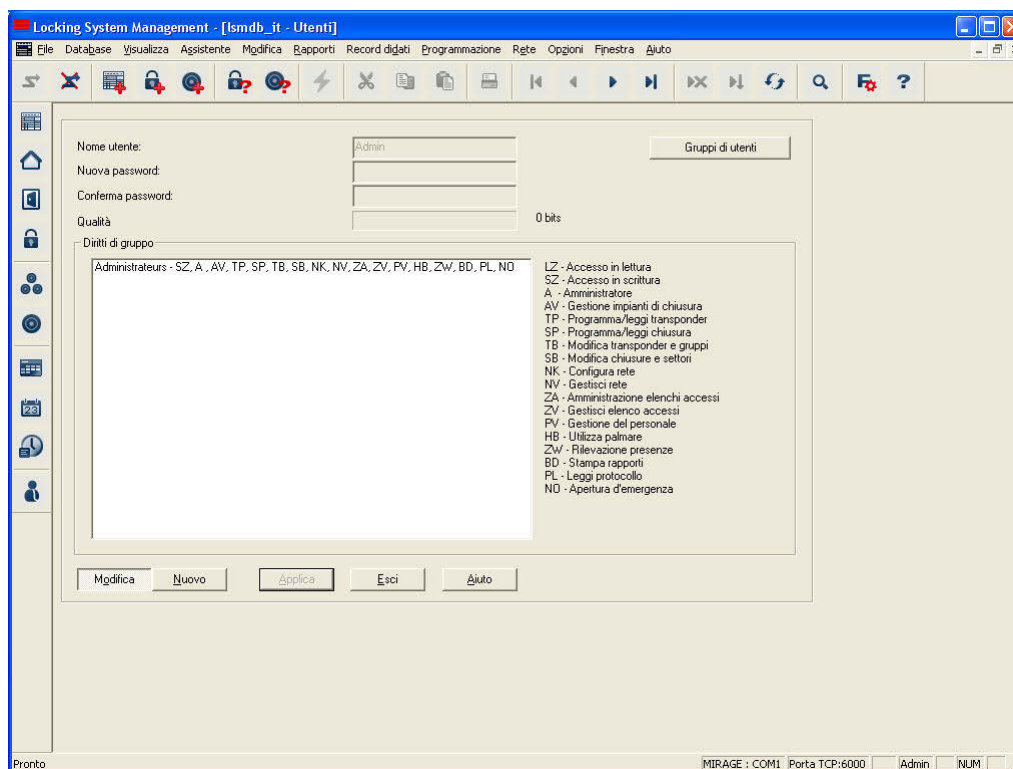 Locking System Management - [lsmdb_it - Utenti]
File Database Visualizza Assistente Modifica Rapporti Record di dati Programmazione Rete Opzioni Finestra Aiuto
Nome utente: Admin Gruppi di utenti
Nuova password:
Conferma password:
Qualità 0 bits
Diritti di gruppo
Administrateurs - SZ, A , AV, TP, SP, TB, SB, NK, NV, ZA, ZV, PV, HB, ZW, BD, PL, NO
LZ - Accesso in lettura
SZ - Accesso in scrittura
A - Amministratore
AV - Gestione impianti di chiusura
TP - Programma/leggi transponder
SP - Programma/leggi chiusura
TB - Modifica transponder e gruppi
SB - Modifica chiusure e settori
NK - Configura rete
NV - Gestisci rete
ZA - Amministrazione elenchi accessi
ZV - Gestisci elenco accessi
PV - Gestione del personale
HB - Utilizza palmare
ZW - Rilevazione presenze
BD - Stampa rapporti
PL - Leggi protocollo
NO - Apertura d'emergenza
Modifica Nuovo Applica Esci Aiuto
Pronto MIRAGE : COM1 Porta TCP:6000 Admin NUM